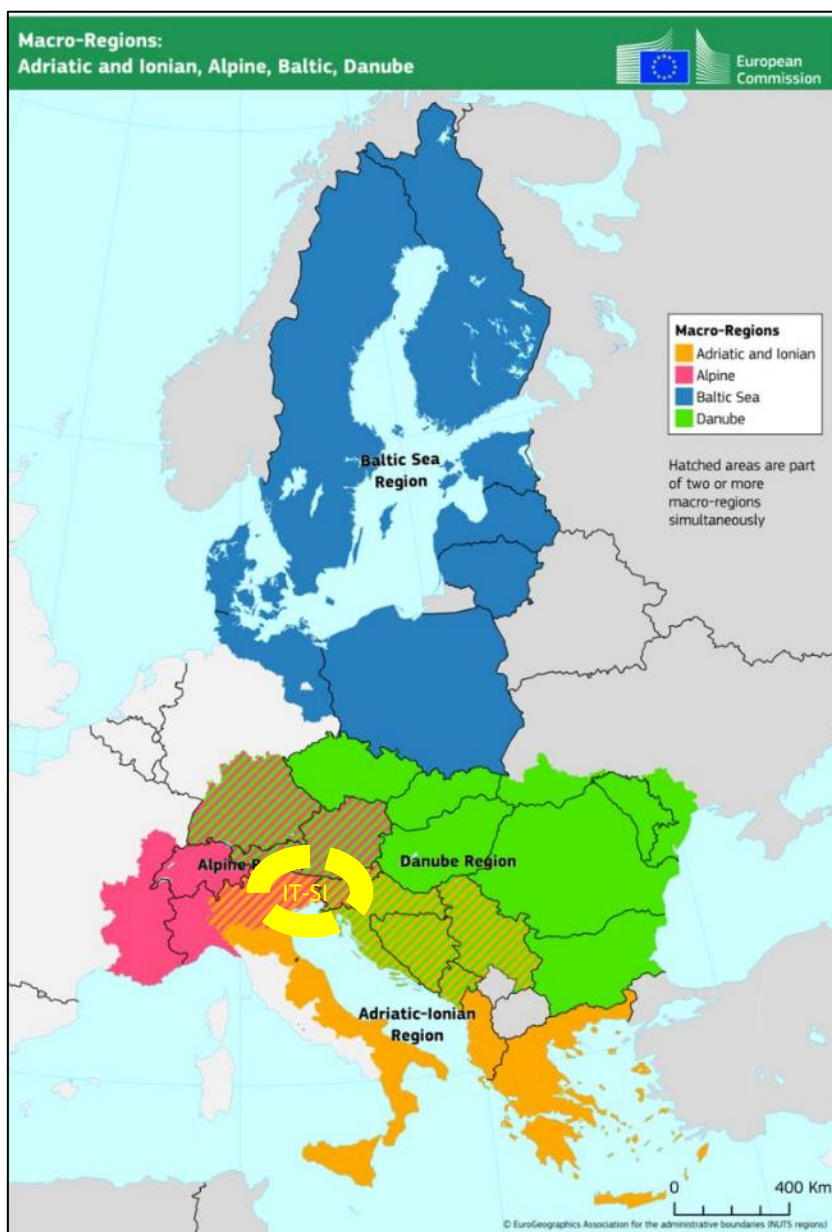 Macro-Regions:
Adriatic and Ionian, Alpine, Baltic, Danube
European
Commission
Macro-Regions
Adriatic and Ionian
Alpine
Baltic Sea
Danube
Hatched areas are part
of two or more
macro-regions
simultaneously
Baltic Sea
Region
Alpine
Danube Region
IT-SI
Adriatic-Ionian
Region
0 400 Km
© EuroGeographics Association for the administrative boundaries (NUTS regions)